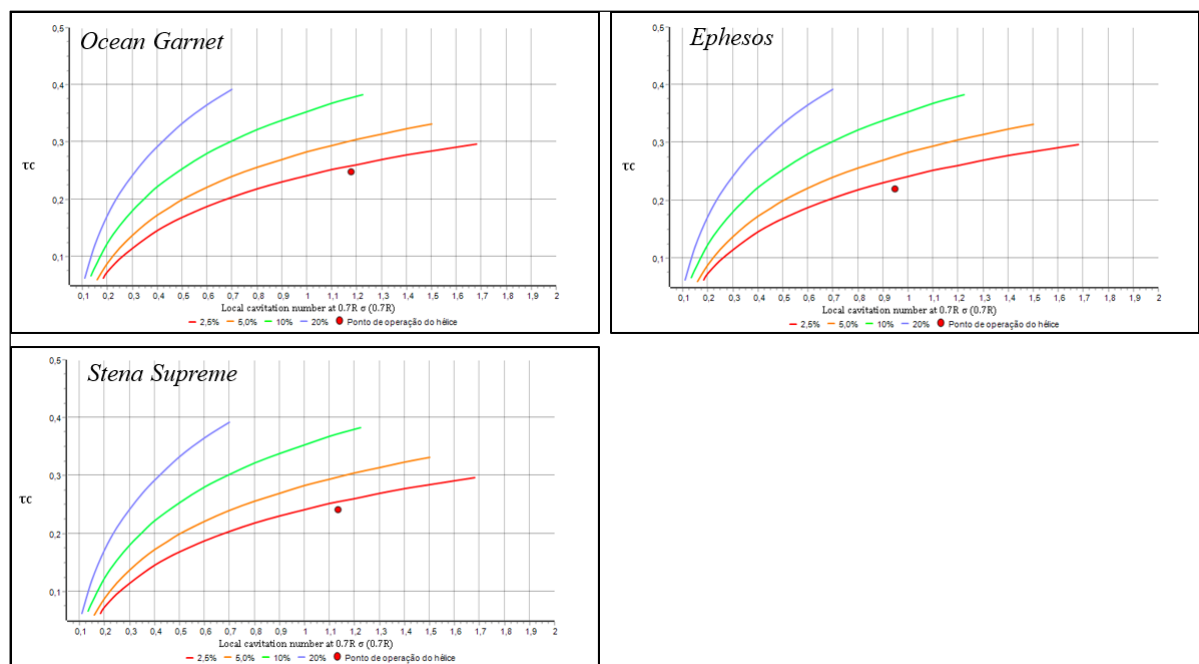 Ocean Garnet
0,5
0,4
0,3
τc
0,2
0,1
0,1 0,2 0,3 0,4 0,5 0,6 0,7 0,8 0,9 1 1,1 1,2 1,3 1,4 1,5 1,6 1,7 1,8 1,9 2
Local cavitation number at 0.7R σ (0.7R)
2,5% 5,0% 10% 20% Ponto de operação do hélice
Ephesos
0,5
0,4
0,3
τc
0,2
0,1
0,1 0,2 0,3 0,4 0,5 0,6 0,7 0,8 0,9 1 1,1 1,2 1,3 1,4 1,5 1,6 1,7 1,8 1,9 2
Local cavitation number at 0.7R σ (0.7R)
2,5% 5,0% 10% 20% Ponto de operação do hélice
Stena Supreme
0,5
0,4
0,3
τc
0,2
0,1
0,1 0,2 0,3 0,4 0,5 0,6 0,7 0,8 0,9 1 1,1 1,2 1,3 1,4 1,5 1,6 1,7 1,8 1,9 2
Local cavitation number at 0.7R σ (0.7R)
2,5% 5,0% 10% 20% Ponto de operação do hélice